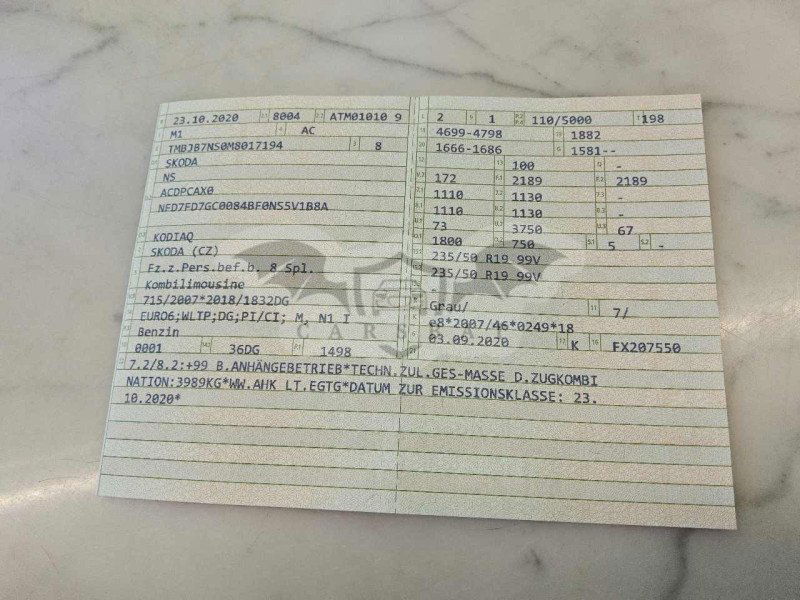 23.10.2020 8004 ATM01010 9
M1 AC
TMBJB7NS0M8017194 8
SKODA
NS
ACDPCAX0
NFD7FD7GC0084BF0NS5V1B8A
KODIAQ
SKODA (CZ)
Fz.z.Pers.bef.b. 8 Spl.
Kombilimousine
715/2007*2018/1832DG
EURO6;WLTP;DG;PI/CI; M, N1 I
Benzin
0001 36DG 1498
7.2/8.2:+99 B.ANHÄNGEBETRIEB*TECHN.ZUL.GES-MASSE D.ZUGKOMBI
NATION:3989KG*WW.AHK LT.EGTG*DATUM ZUR EMISSIONSKLASSE: 23.
10.2020*
2 1 110/5000 198
4699-4798 1882
1666-1686 1581--
100 -
172 2189 2189
1110 1130 -
1110 1130 -
73 3750 67
1800 750 5 -
235/50 R19 99V
235/50 R19 99V
Grau/ 7/
e8*2007/46*0249*18
03.09.2020 K FX207550